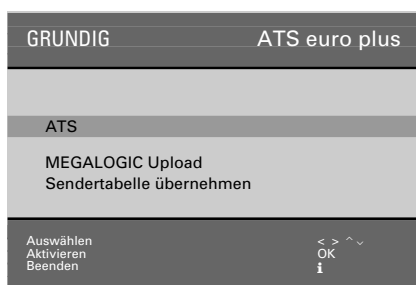 GRUNDIG ATS euro plus
ATS
MEGALOGIC Upload
Sendertabelle übernehmen
Auswählen < > ^ ⌄
Aktivieren OK
Beenden i